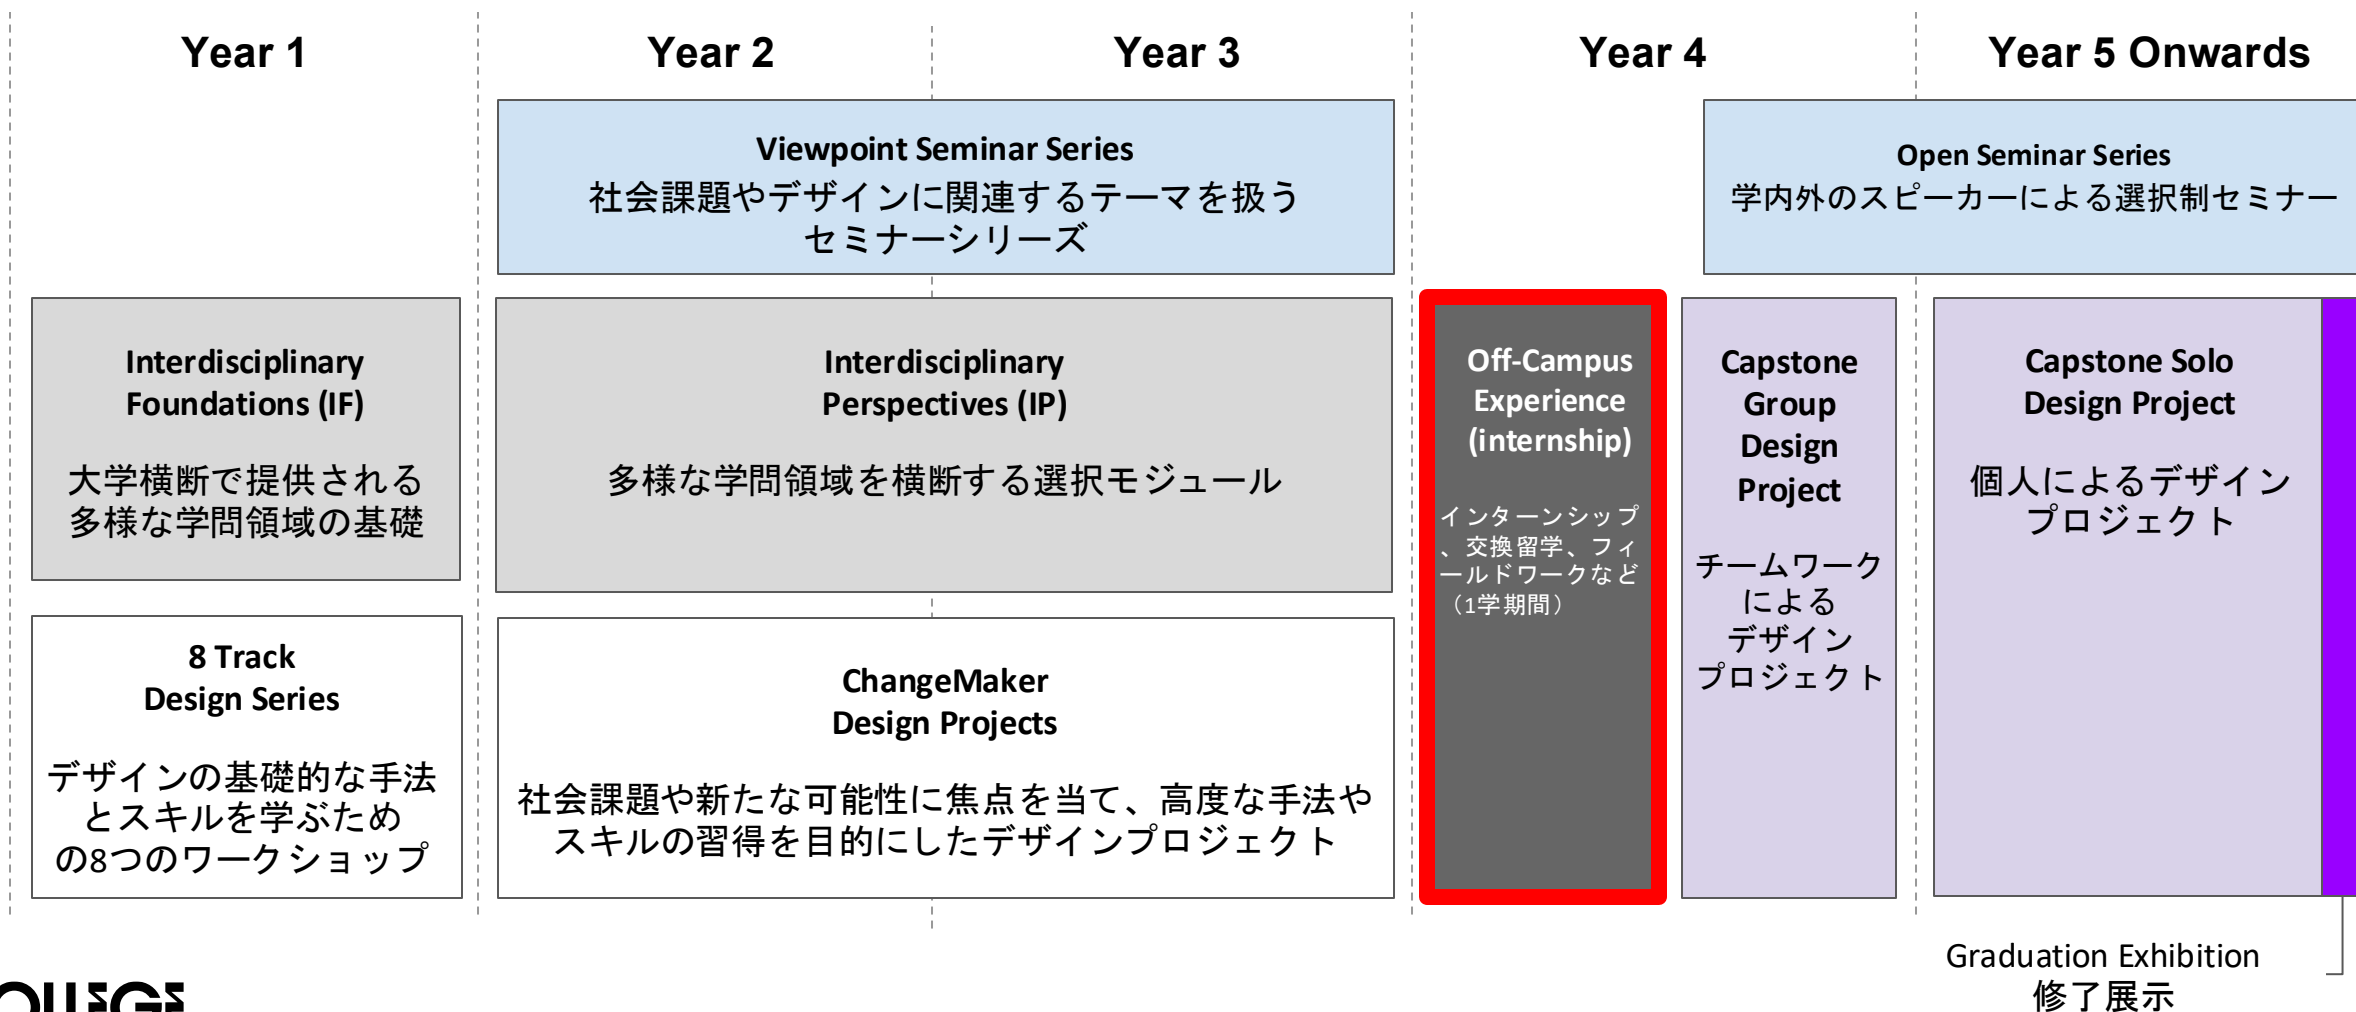 Year 1
Year 2
Year 3
Year 4
Year 5 Onwards
Viewpoint Seminar Series
社会課題やデザインに関連するテーマを扱う
セミナーシリーズ
Open Seminar Series
学内外のスピーカーによる選択制セミナー
Interdisciplinary
Foundations (IF)
大学横断で提供される
多様な学問領域の基礎
Interdisciplinary
Perspectives (IP)
多様な学問領域を横断する選択モジュール
Off-Campus
Experience
(internship)
インターンシップ
、交換留学、フィ
ールドワークなど
（1学期間）
Capstone
Group
Design
Project
チームワーク
による
デザイン
プロジェクト
Capstone Solo
Design Project
個人によるデザイン
プロジェクト
8 Track
Design Series
デザインの基礎的な手法
とスキルを学ぶため
の8つのワークショップ
ChangeMaker
Design Projects
社会課題や新たな可能性に焦点を当て、高度な手法や
スキルの習得を目的にしたデザインプロジェクト
Graduation Exhibition
修了展示